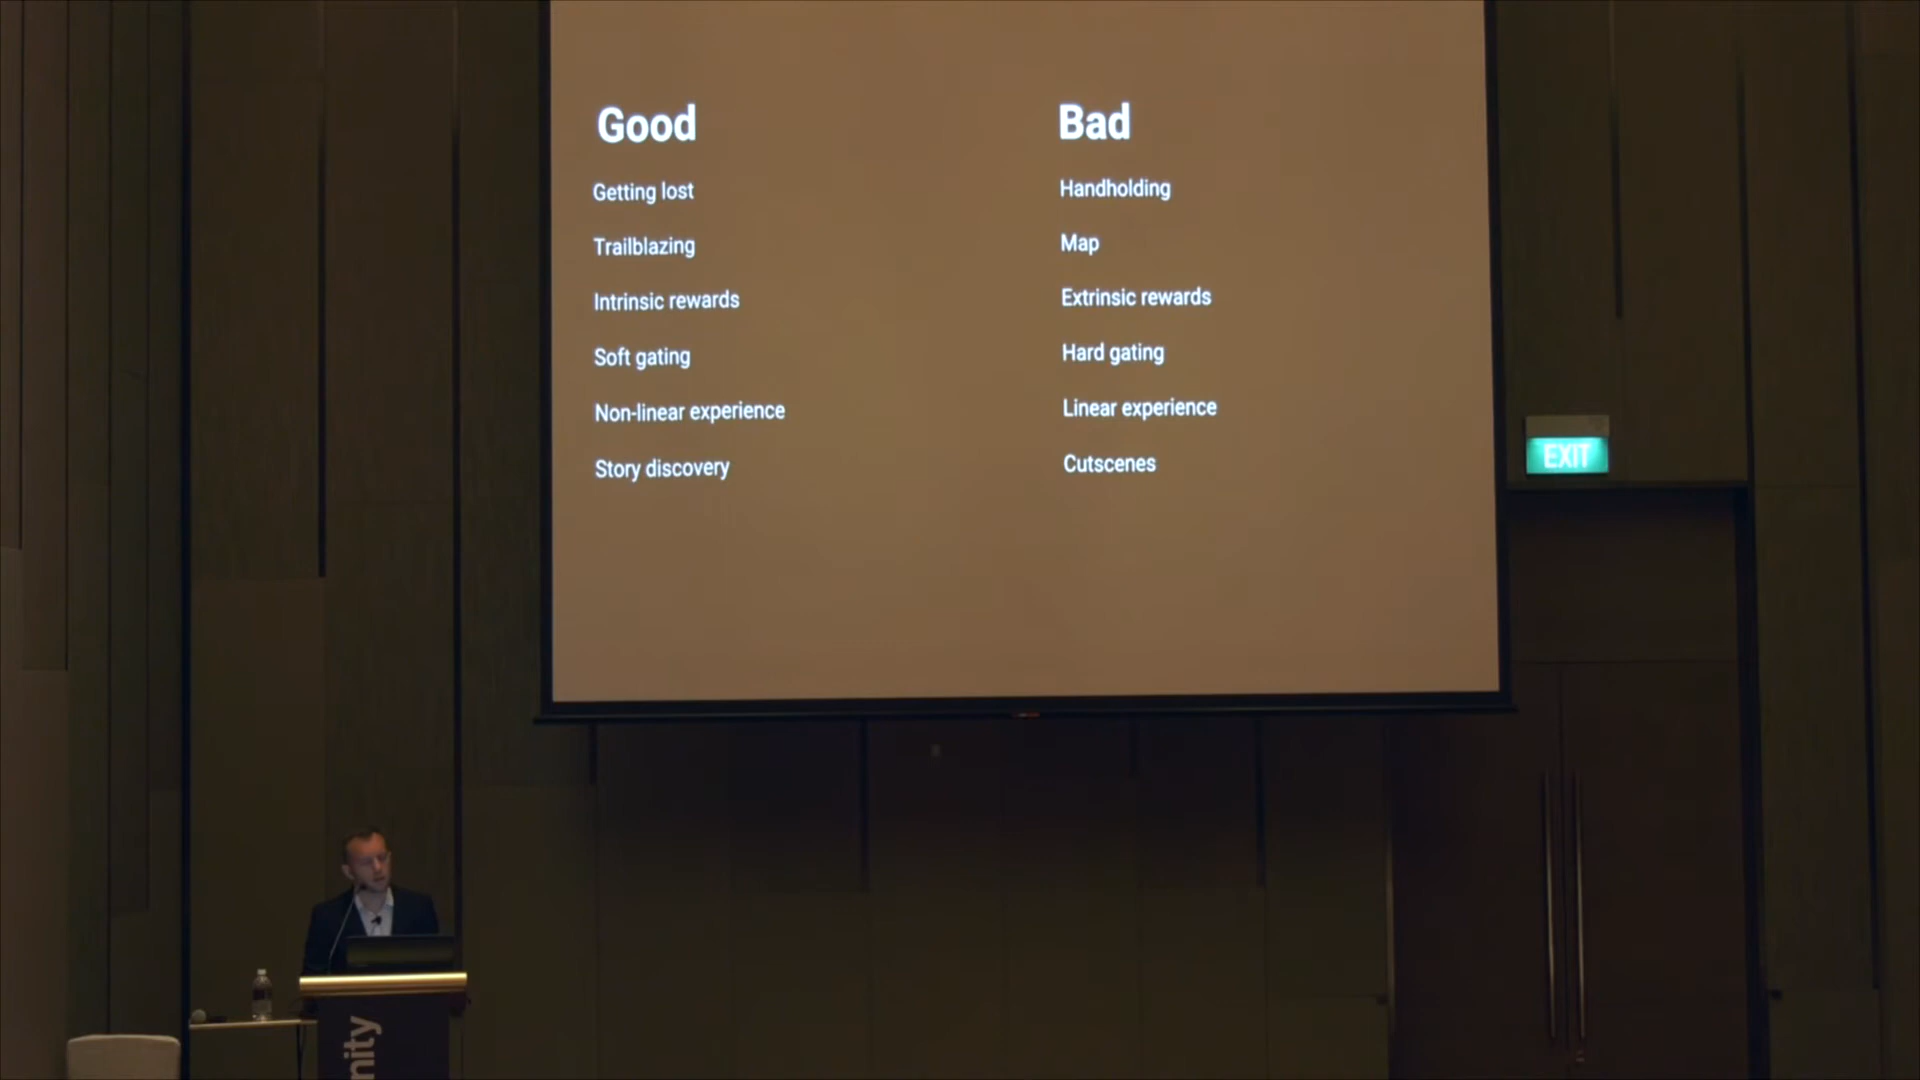 Good
Getting lost
Trailblazing
Intrinsic rewards
Soft gating
Non-linear experience
Story discovery
Bad
Handholding
Map
Extrinsic rewards
Hard gating
Linear experience
Cutscenes
EXIT
nity